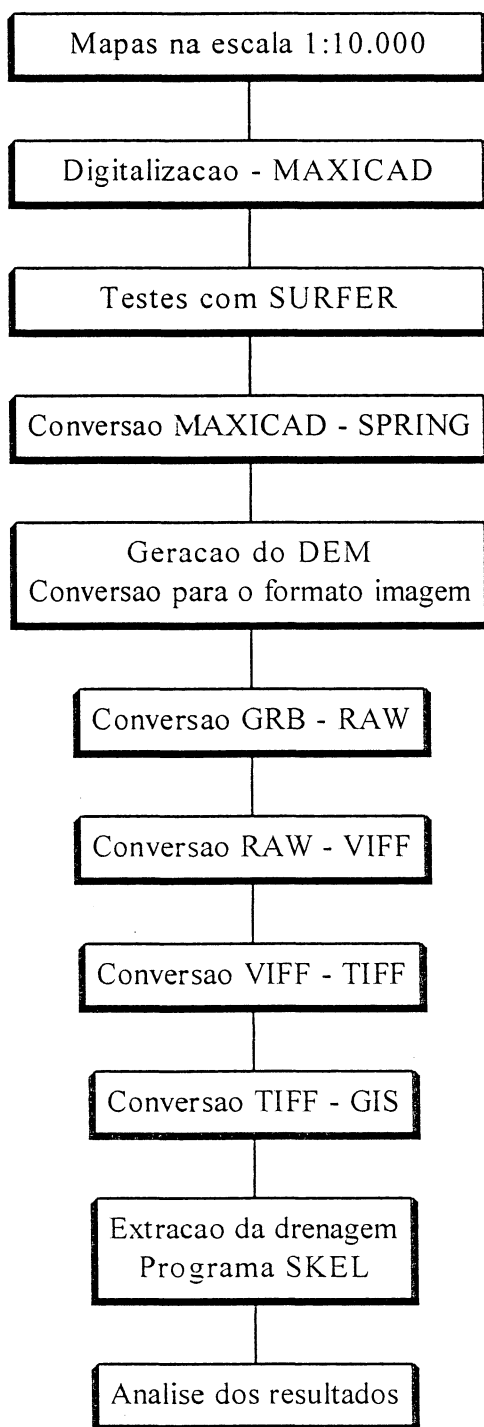 Mapas na escala 1:10.000
Digitalizacao - MAXICAD
Testes com SURFER
Conversao MAXICAD - SPRING
Geracao do DEM
Conversao para o formato imagem
Conversao GRB - RAW
Conversao RAW - VIFF
Conversao VIFF - TIFF
Conversao TIFF - GIS
Extracao da drenagem
Programa SKEL
Analise dos resultados